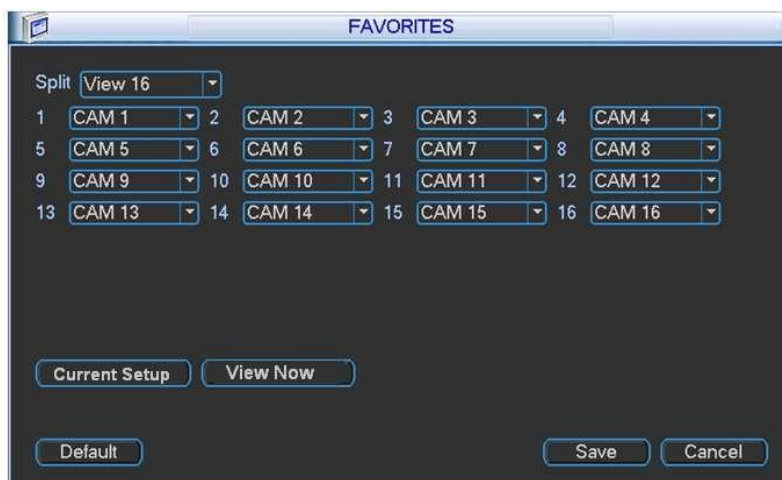 FAVORITES
Split View 16
1 CAM 1 2 CAM 2 3 CAM 3 4 CAM 4
5 CAM 5 6 CAM 6 7 CAM 7 8 CAM 8
9 CAM 9 10 CAM 10 11 CAM 11 12 CAM 12
13 CAM 13 14 CAM 14 15 CAM 15 16 CAM 16
Current Setup View Now
Default Save Cancel